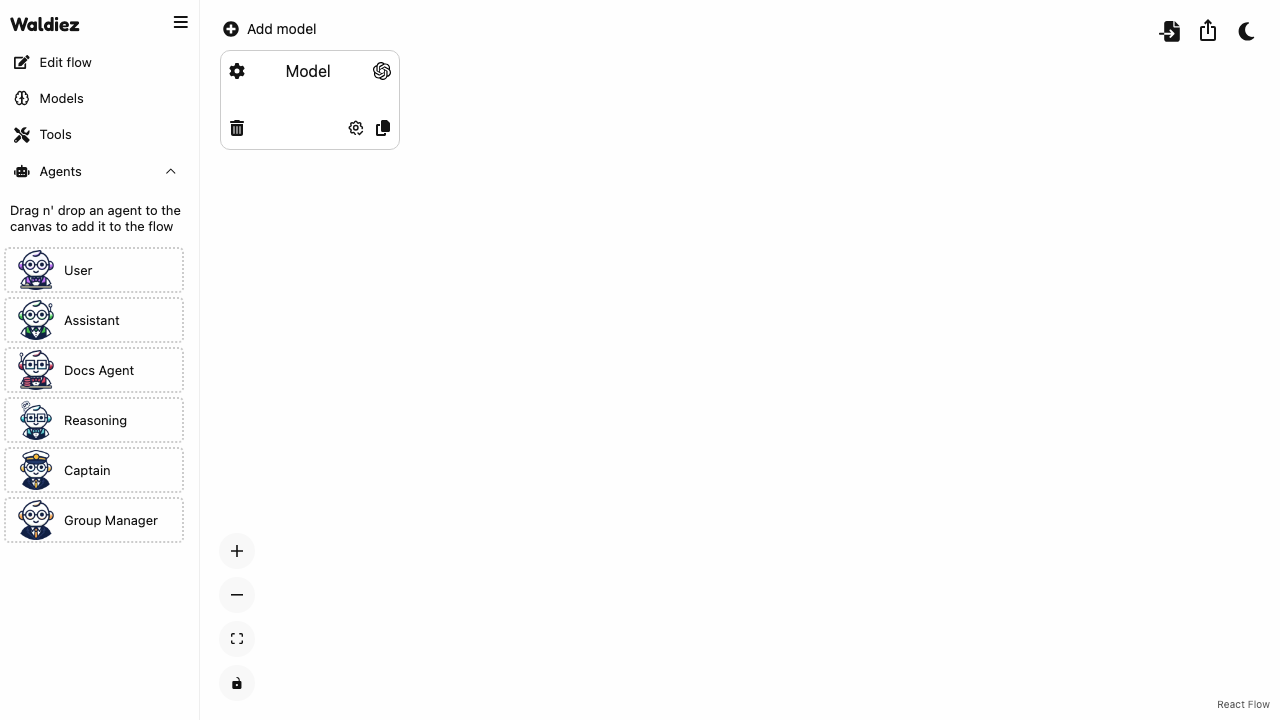 Waldiez
Edit flow
Models
Tools
Agents
Drag n' drop an agent to the
canvas to add it to the flow
User
Assistant
Docs Agent
Reasoning
Captain
Group Manager
Add model
Model
React Flow